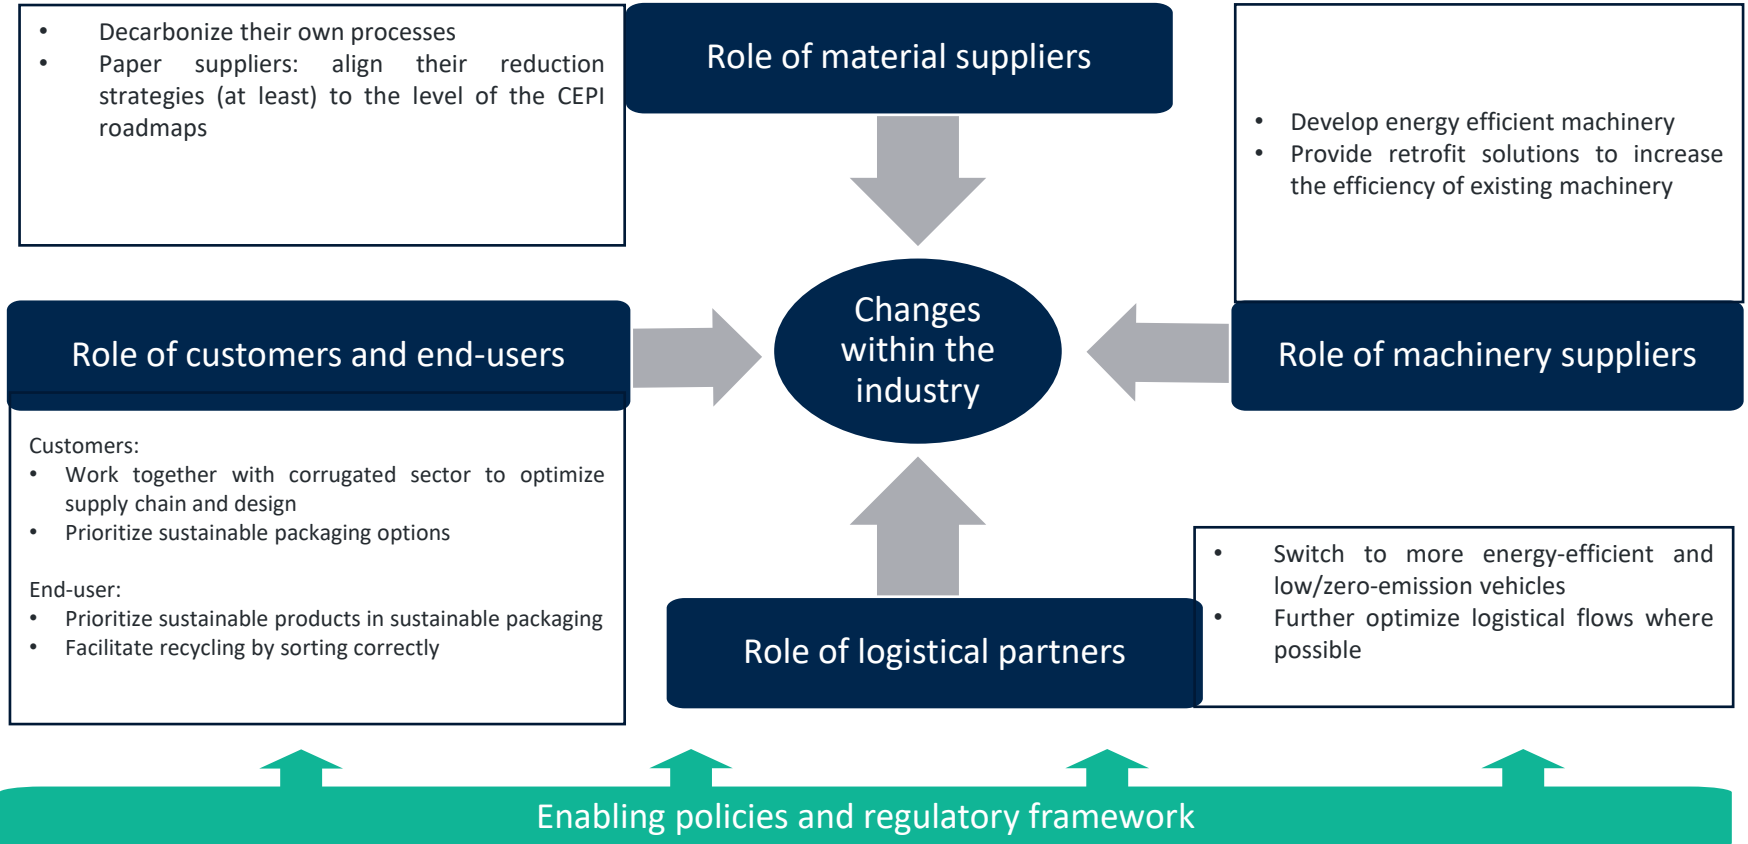 • Decarbonize their own processes
• Paper suppliers: align their reduction
strategies (at least) to the level of the CEPI
roadmaps
Role of material suppliers
• Develop energy efficient machinery
• Provide retrofit solutions to increase
the efficiency of existing machinery
Role of customers and end-users
Changes
within the
industry
Role of machinery suppliers
Customers:
• Work together with corrugated sector to optimize
supply chain and design
• Prioritize sustainable packaging options
End-user:
• Prioritize sustainable products in sustainable packaging
• Facilitate recycling by sorting correctly
Role of logistical partners
• Switch to more energy-efficient and
low/zero-emission vehicles
• Further optimize logistical flows where
possible
Enabling policies and regulatory framework